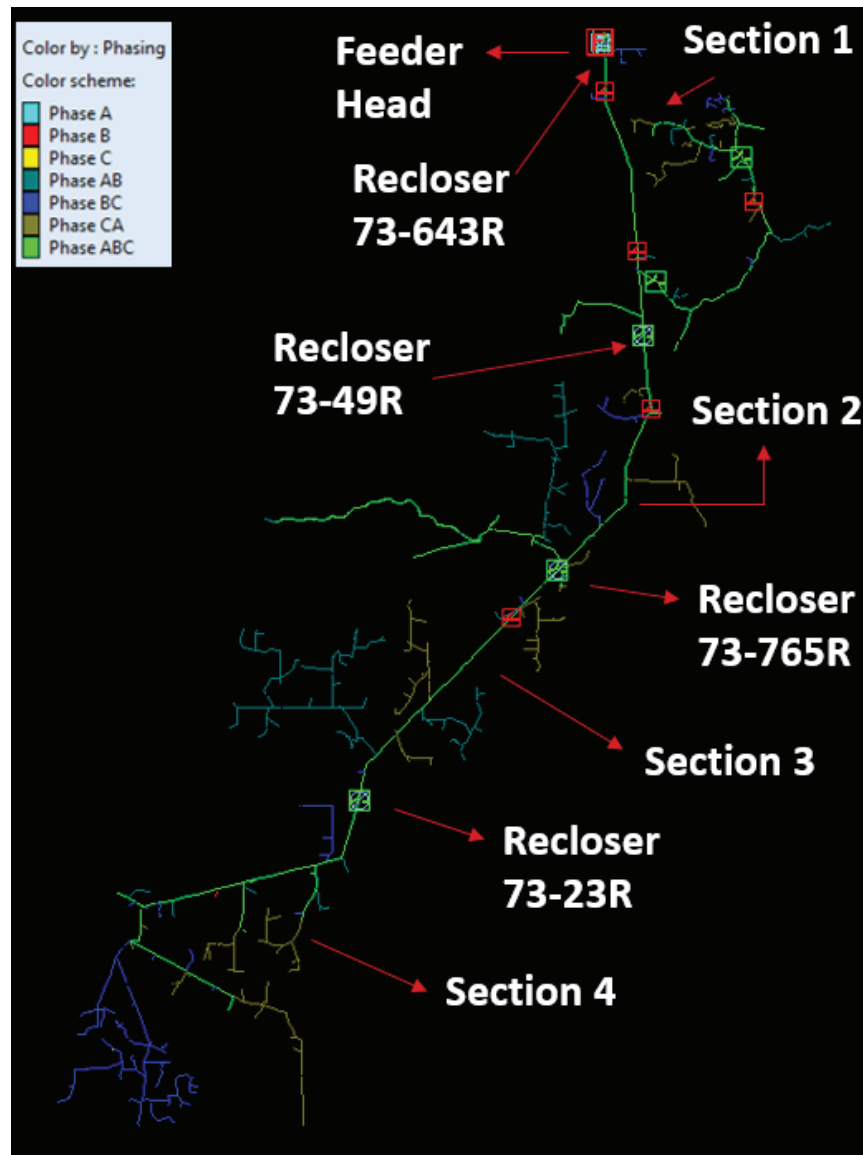 Color by : Phasing
Color scheme:
Phase A
Phase B
Phase C
Phase AB
Phase BC
Phase CA
Phase ABC
Feeder
Head
Section 1
Recloser
73-643R
Recloser
73-49R
Section 2
Recloser
73-765R
Section 3
Recloser
73-23R
Section 4